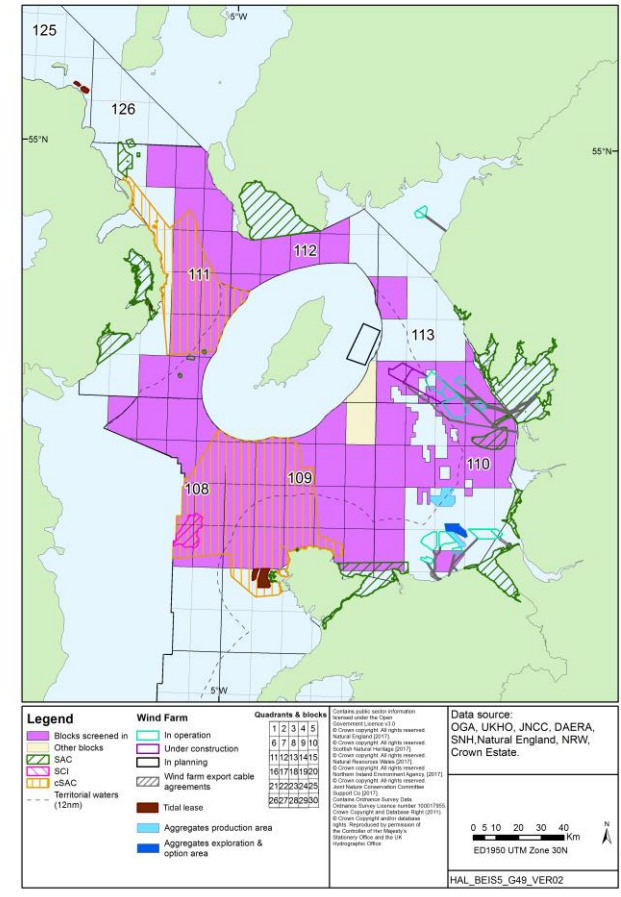 125
5°W
126
55°N
55°N
112
111
113
110
109
108
5°W
Legend
Blocks screened in
Other blocks
SAC
SCI
cSAC
Territorial waters
(12nm)
Wind Farm
In operation
Under construction
In planning
Wind farm export cable
agreements
Tidal lease
Aggregates production area
Aggregates exploration &
option area
Quadrants & blocks
1 2 3 4 5
6 7 8 9 10
11 12 13 14 15
16 17 18 19 20
21 22 23 24 25
26 27 28 29 30
Contains public sector information
licensed under the Open
Government Licence v3.0
© Crown copyright. All rights reserved.
Natural England [2017].
© Crown copyright. All rights reserved.
Scottish Natural Heritage [2017].
© Crown copyright. All rights reserved.
Natural Resources Wales [2017].
© Crown copyright. All rights reserved.
Northern Ireland Environment Agency. [2017].
© Crown copyright. All rights reserved.
Joint Nature Conservation Committee
Support Co [2017].
Contains Ordnance Survey Data
Ordnance Survey Licence number 100017955.
Crown Copyright and Database Right (2011).
© Crown copyright and/or database
rights. Reproduced by permission of
the Controller of Her Majesty's
Stationery Office and the UK
Hydrographic Office
Data source:
OGA, UKHO, JNCC, DAERA,
SNH,Natural England, NRW,
Crown Estate.
0 5 10 20 30 40
Km
N
ED1950 UTM Zone 30N
HAL_BEIS5_G49_VER02